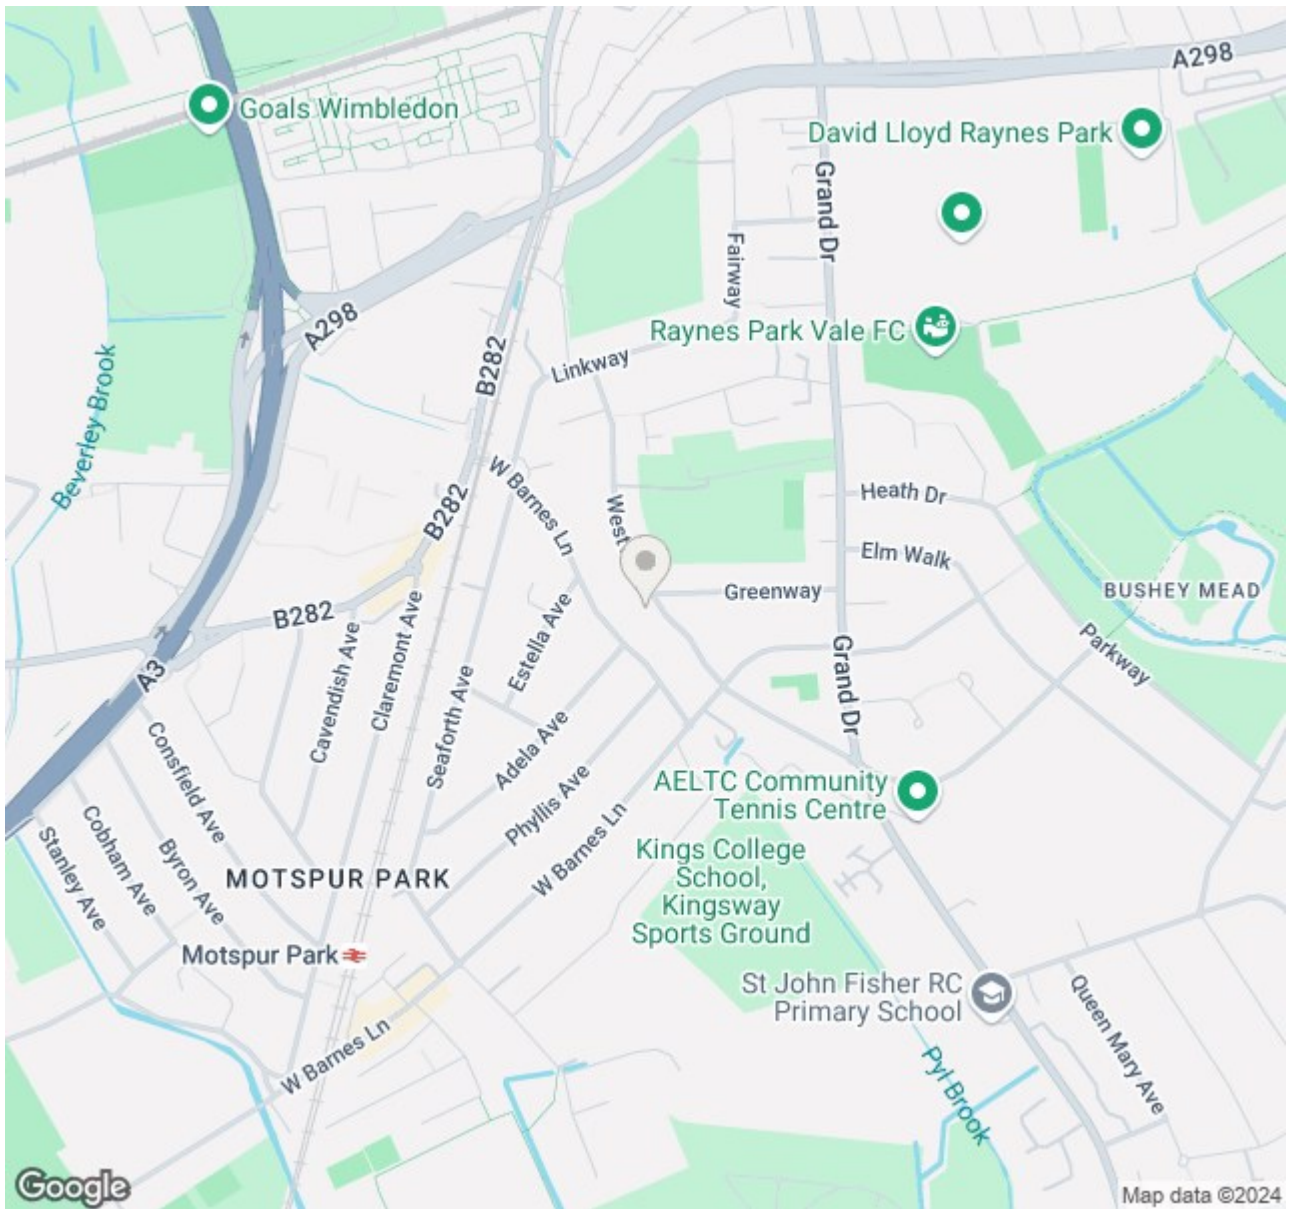 A298
Goals Wimbledon
David Lloyd Raynes Park
Grand Dr
Fairway
A298
Raynes Park Vale FC
B282
Linkway
Beverley Brook
W Barnes Ln
B282
West
Heath Dr
Elm Walk
Greenway
BUSHEY MEAD
B282
Estella Ave
Claremont Ave
Cavendish Ave
Parkway
Grand Dr
A3
Seaforth Ave
Adela Ave
Consfield Ave
Phyllis Ave
AELTC Community
Tennis Centre
W Barnes Ln
Cobham Ave
Stanley Ave
Byron Ave
MOTSPUR PARK
Kings College
School,
Kingsway
Sports Ground
Motspur Park
St John Fisher RC
Primary School
Queen Mary Ave
W Barnes Ln
Pyl Brook
Google
Map data ©2024